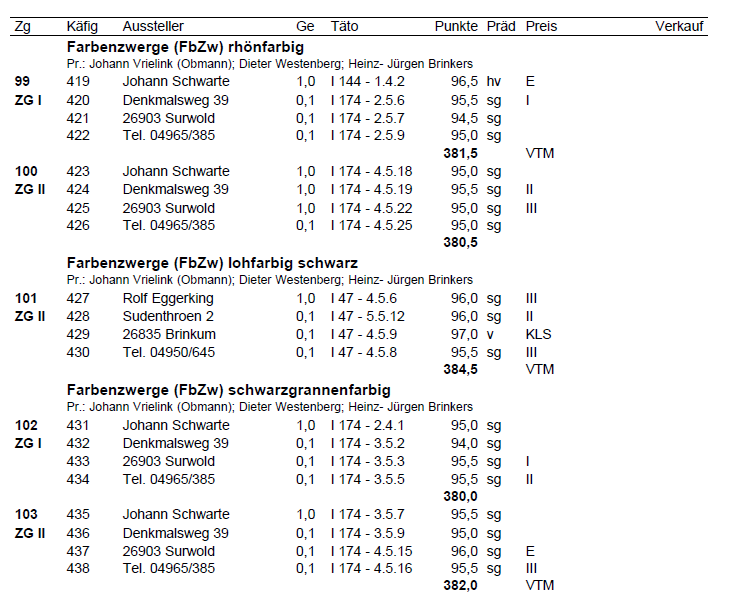 Zg Käfig Aussteller Ge Täto Punkte Präd Preis Verkauf
Farbenzwerge (FbZw) rhönfarbig
Pr.: Johann Vrielink (Obmann); Dieter Westenberg; Heinz- Jürgen Brinkers
99 419 Johann Schwarte 1,0 I 144 - 1.4.2 96,5 hv E
ZG I 420 Denkmalsweg 39 0,1 I 174 - 2.5.6 95,5 sg I
421 26903 Surwold 0,1 I 174 - 2.5.7 94,5 sg
422 Tel. 04965/385 0,1 I 174 - 2.5.9 95,0 sg
381,5 VTM
100 423 Johann Schwarte 1,0 I 174 - 4.5.18 95,0 sg
ZG II 424 Denkmalsweg 39 1,0 I 174 - 4.5.19 95,5 sg II
425 26903 Surwold 1,0 I 174 - 4.5.22 95,0 sg III
426 Tel. 04965/385 0,1 I 174 - 4.5.25 95,0 sg
380,5
Farbenzwerge (FbZw) lohfarbig schwarz
Pr.: Johann Vrielink (Obmann); Dieter Westenberg; Heinz- Jürgen Brinkers
101 427 Rolf Eggerking 1,0 I 47 - 4.5.6 96,0 sg III
ZG II 428 Sudenthroen 2 0,1 I 47 - 5.5.12 96,0 sg II
429 26835 Brinkum 0,1 I 47 - 4.5.9 97,0 v KLS
430 Tel. 04950/645 0,1 I 47 - 4.5.8 95,5 sg III
384,5 VTM
Farbenzwerge (FbZw) schwarzgrannenfarbig
Pr.: Johann Vrielink (Obmann); Dieter Westenberg; Heinz- Jürgen Brinkers
102 431 Johann Schwarte 1,0 I 174 - 2.4.1 95,0 sg
ZG I 432 Denkmalsweg 39 0,1 I 174 - 3.5.2 94,0 sg
433 26903 Surwold 0,1 I 174 - 3.5.3 95,5 sg I
434 Tel. 04965/385 0,1 I 174 - 3.5.5 95,5 sg II
380,0
103 435 Johann Schwarte 1,0 I 174 - 3.5.7 95,5 sg
ZG II 436 Denkmalsweg 39 0,1 I 174 - 3.5.9 95,0 sg
437 26903 Surwold 0,1 I 174 - 4.5.15 96,0 sg E
438 Tel. 04965/385 0,1 I 174 - 4.5.16 95,5 sg III
382,0 VTM